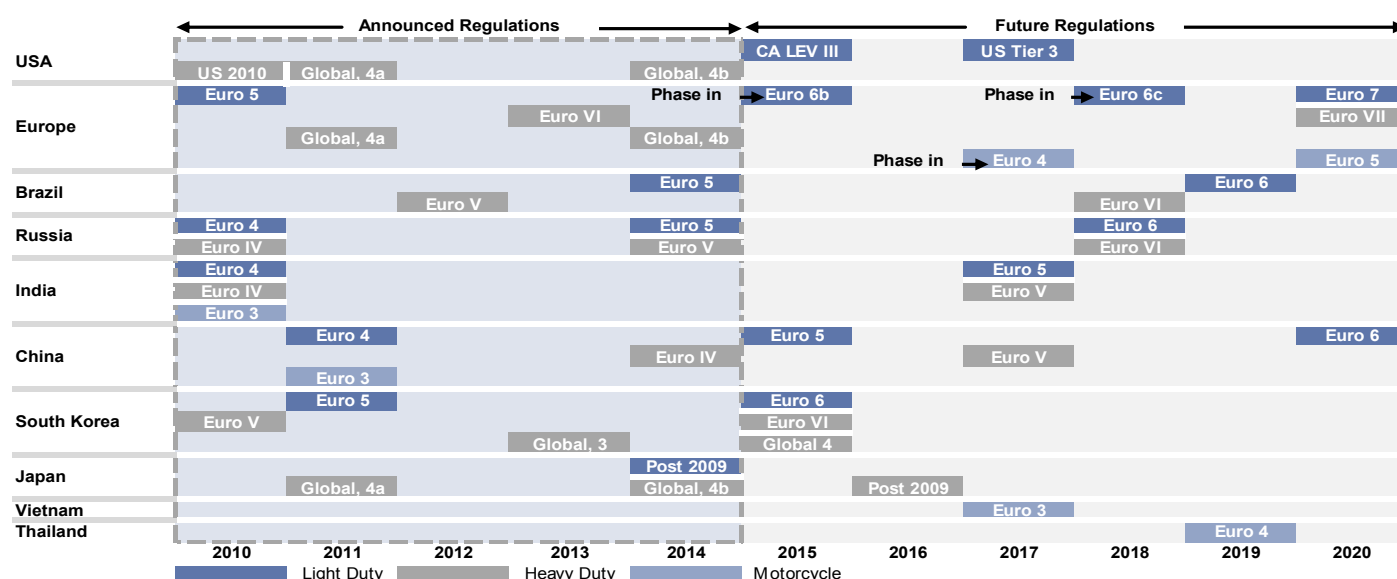 Announced Regulations Future Regulations
USA CA LEV III US Tier 3
US 2010 Global, 4a Global, 4b
Europe Euro 5 Phase in Euro 6b Phase in Euro 6c Euro 7
Euro VI Euro VII
Global, 4a Global, 4b
Phase in Euro 4 Euro 5
Brazil Euro 5 Euro 6
Euro V Euro VI
Russia Euro 4 Euro 5 Euro 6
Euro IV Euro V Euro VI
India Euro 4 Euro 5
Euro IV Euro V
Euro 3
China Euro 4 Euro 5 Euro 6
Euro IV Euro V
Euro 3
South Korea Euro 5 Euro 6
Euro V Euro VI
Global, 3 Global 4
Japan Post 2009
Global, 4a Global, 4b Post 2009
Vietnam Euro 3
Thailand Euro 4
2010 2011 2012 2013 2014 2015 2016 2017 2018 2019 2020
Light Duty Heavy Duty Motorcycle